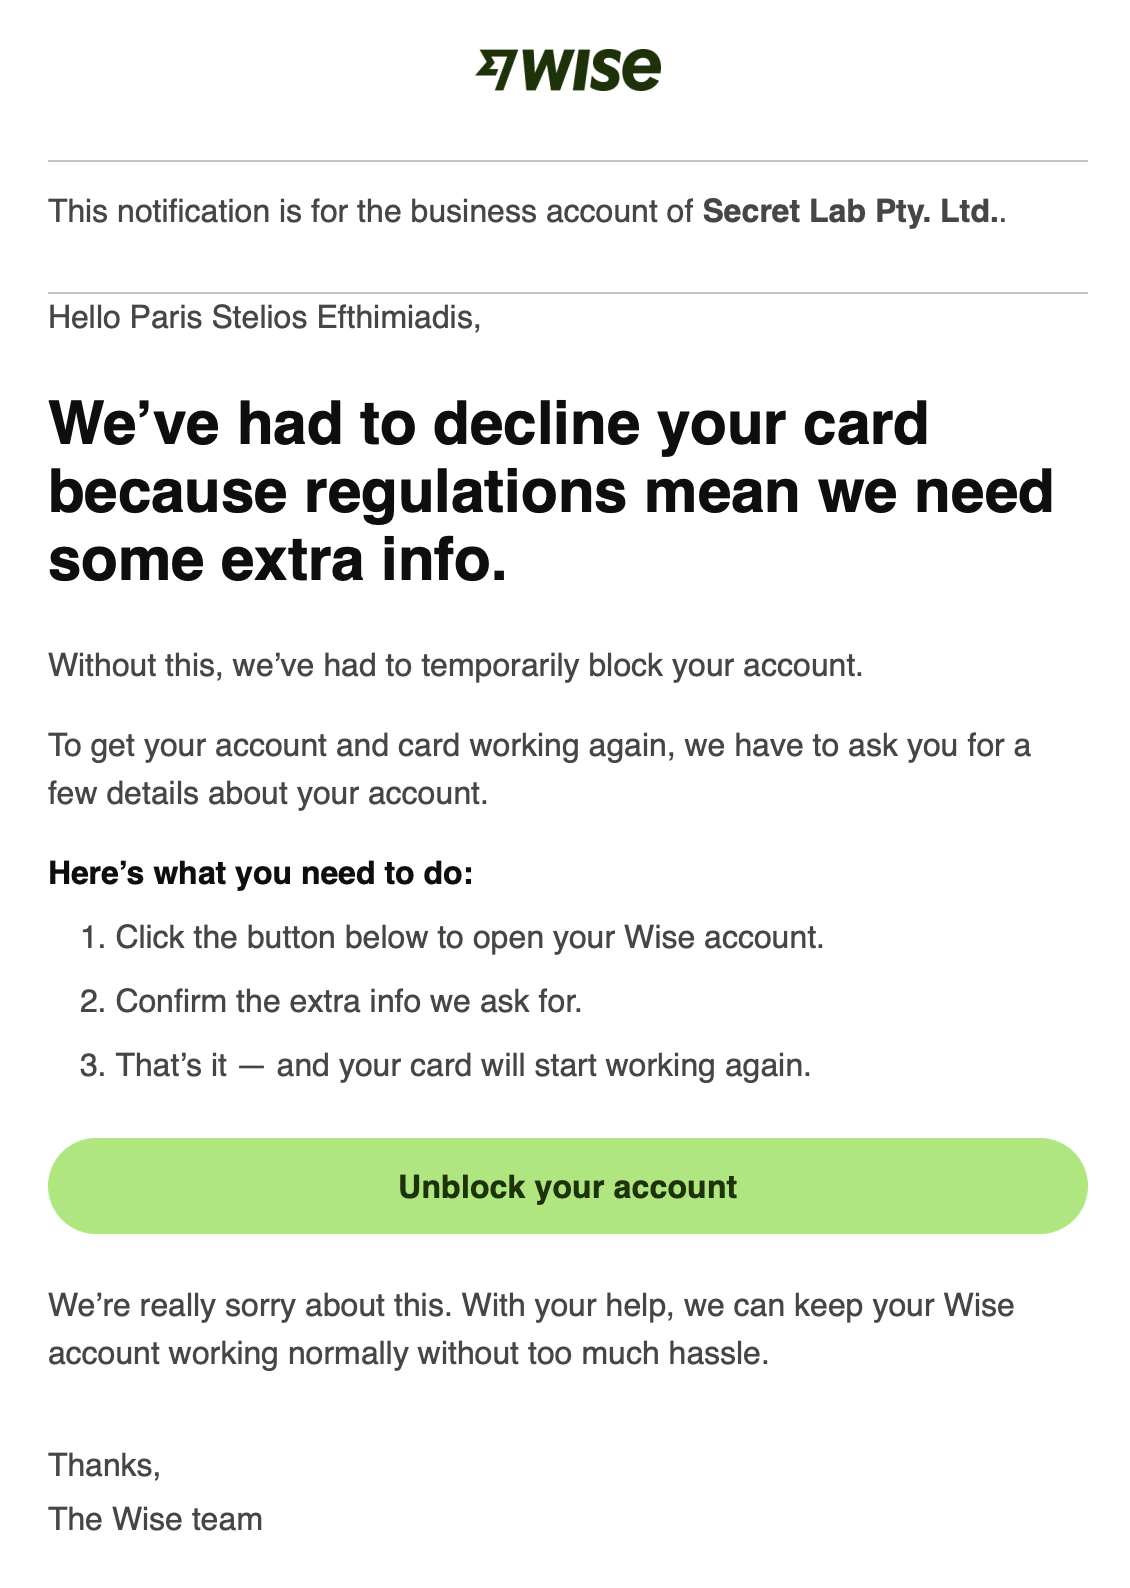 wise
This notification is for the business account of Secret Lab Pty. Ltd..
Hello Paris Stelios Efthimiadis,
We’ve had to decline your card
because regulations mean we need
some extra info.
Without this, we’ve had to temporarily block your account.
To get your account and card working again, we have to ask you for a
few details about your account.
Here’s what you need to do:
1. Click the button below to open your Wise account.
2. Confirm the extra info we ask for.
3. That’s it — and your card will start working again.
Unblock your account
We’re really sorry about this. With your help, we can keep your Wise
account working normally without too much hassle.
Thanks,
The Wise team